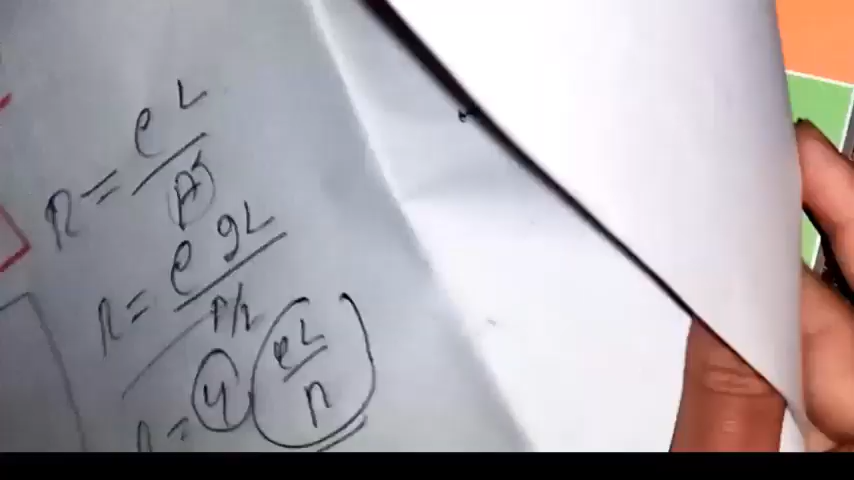 R = ρL/A
R = ρ2L/A/2
R = 4 (ρL/A)